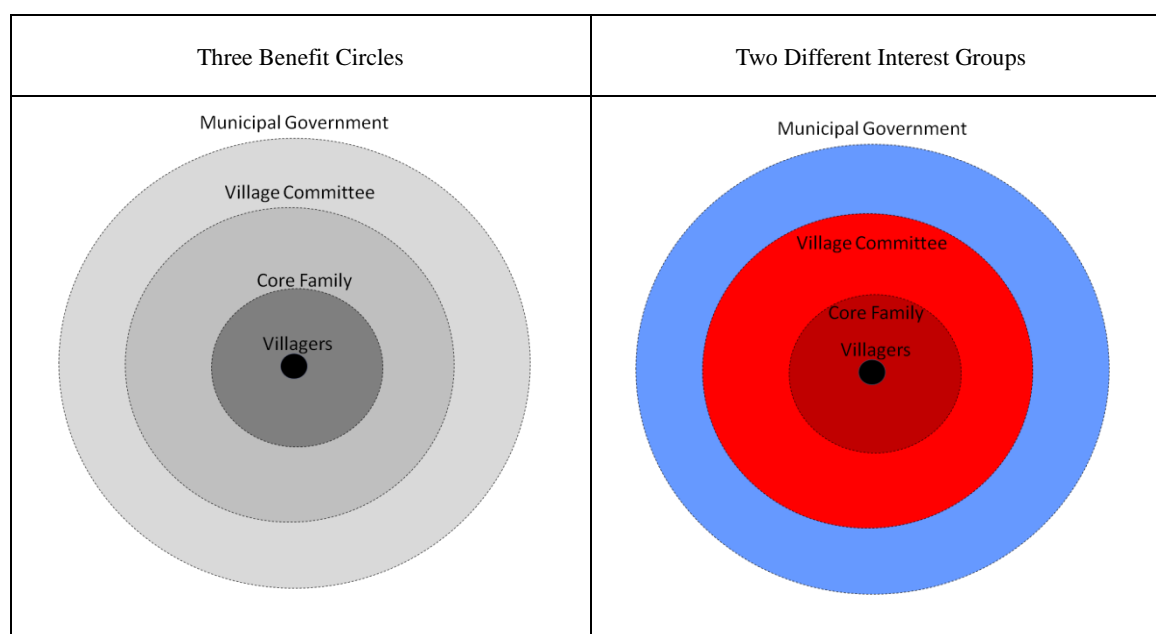 Three Benefit Circles
Two Different Interest Groups
Municipal Government
Village Committee
Core Family
Villagers
Municipal Government
Village Committee
Core Family
Villagers